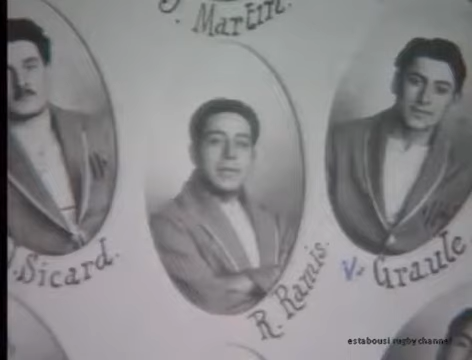 . Martin.
. Sicard.
R. Ramis.
V. Graule.
estabousi rugby channel